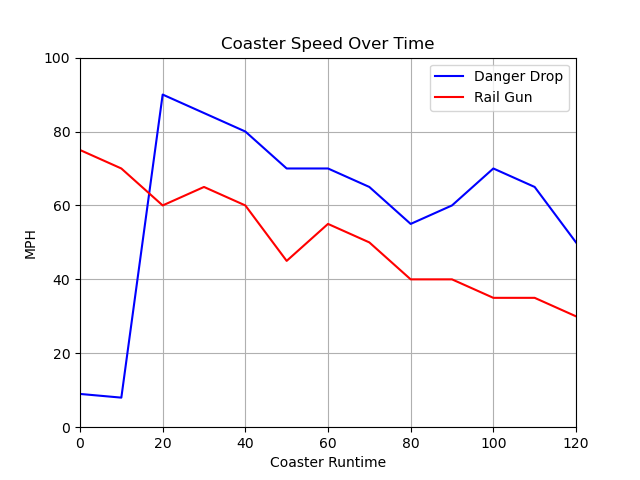 Coaster Speed Over Time
Danger Drop
Rail Gun
MPH
100
80
60
40
20
0
0 20 40 60 80 100 120
Coaster Runtime